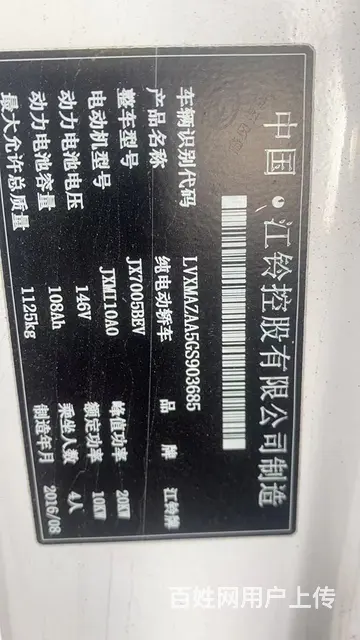 中国·江铃控股有限公司制造
车辆识别代码 LVXMAZAA5GS903685
产品名称 纯电动轿车 品牌 江铃牌
整车型号 JX7005BEV 峰值功率 20KW
电动机型号 JXM110A0 额定功率 10KW
动力电池电压 146V 乘坐人数 4人
动力电池容量 108Ah 制造年月 2016/08
最大允许总质量 1125kg
百姓网用户上传